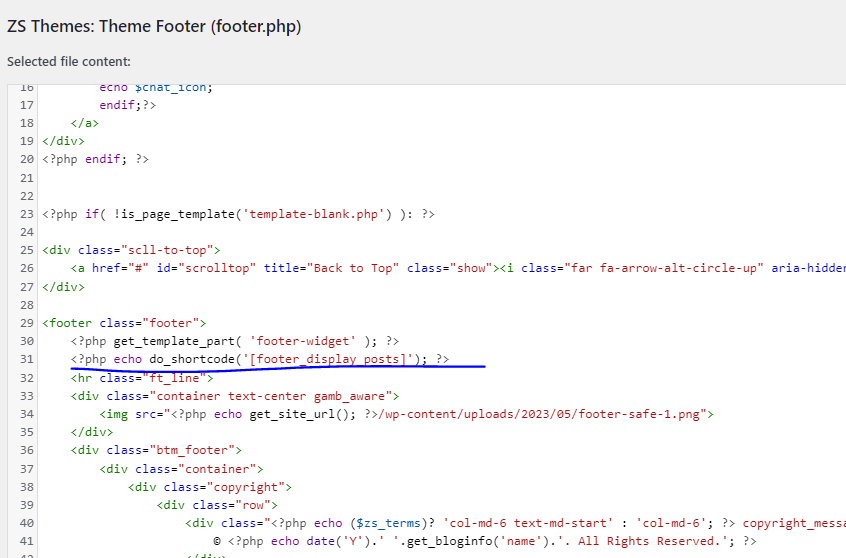 ZS Themes: Theme Footer (footer.php)
Selected file content:
16 echo $chat_icon;
17 endif;?>
18 </a>
19 </div>
20 <?php endif; ?>
21
22
23 <?php if( !is_page_template('template-blank.php') ): ?>
24
25 <div class="scll-to-top">
26 <a href="#" id="scrolltop" title="Back to Top" class="show"><i class="far fa-arrow-alt-circle-up" aria-hidden
27 </div>
28
29 <footer class="footer">
30 <?php get_template_part( 'footer-widget' ); ?>
31 <?php echo do_shortcode('[footer_display_posts]'); ?>
32 <hr class="ft_line">
33 <div class="container text-center gamb_aware">
34 <img src="<?php echo get_site_url(); ?>/wp-content/uploads/2023/05/footer-safe-1.png">
35 </div>
36 <div class="btm_footer">
37 <div class="container">
38 <div class="copyright">
39 <div class="row">
40 <div class="<?php echo ($zs_terms)? 'col-md-6 text-md-start' : 'col-md-6'; ?> copyright_messa
41 © <?php echo date('Y').' '.get_bloginfo('name').'. All Rights Reserved.'; ?>